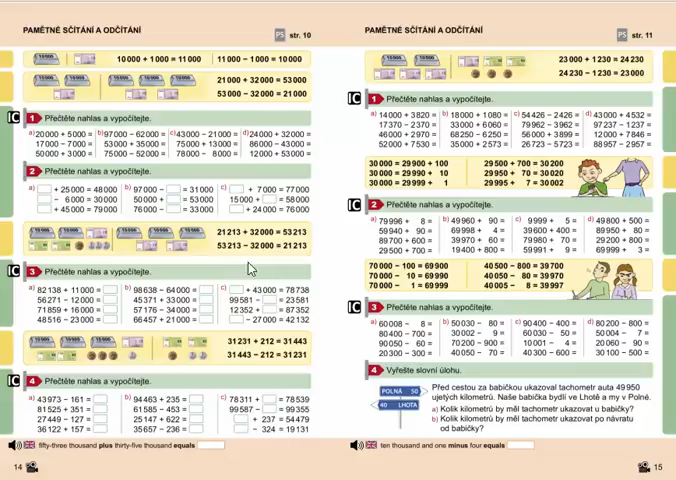 PAMĚTNÉ SČÍTÁNÍ A ODČÍTÁNÍ
PS str. 10
10 000 + 1 000 = 11 000 11 000 − 1 000 = 10 000
21 000 + 32 000 = 53 000
53 000 − 32 000 = 21 000
1 Přečtěte nahlas a vypočítejte.
a) 20 000 + 5 000 = b) 97 000 − 62 000 = c) 43 000 − 21 000 = d) 24 000 + 32 000 =
17 000 − 7 000 = 53 000 + 35 000 = 75 000 + 13 000 = 86 000 − 43 000 =
50 000 + 3 000 = 75 000 − 52 000 = 78 000 − 8 000 = 12 000 + 53 000 =
2 Přečtěte nahlas a vypočítejte.
a) + 25 000 = 48 000 b) 97 000 − = 31 000 c) + 7 000 = 77 000
− 6 000 = 30 000 50 000 + = 53 000 15 000 + = 58 000
+ 45 000 = 79 000 76 000 − = 33 000 + 24 000 = 76 000
21 213 + 32 000 = 53 213
53 213 − 32 000 = 21 213
3 Přečtěte nahlas a vypočítejte.
a) 82 138 + 11 000 = b) 98 638 − 64 000 = c) + 43 000 = 78 738
56 271 − 12 000 = 45 371 + 33 000 = 99 581 − = 23 581
71 859 + 16 000 = 57 176 − 34 000 = 12 352 + = 87 352
48 516 − 23 000 = 66 457 + 21 000 = − 27 000 = 42 132
31 231 + 212 = 31 443
31 443 − 212 = 31 231
4 Přečtěte nahlas a vypočítejte.
a) 43 973 − 161 = b) 94 463 + 235 = c) 78 311 + = 78 539
81 525 + 351 = 61 585 − 453 = 99 587 − = 99 355
27 449 − 127 = 25 147 + 622 = + 237 = 54 479
36 122 + 157 = 35 657 − 236 = − 324 = 19 131
fifty-three thousand plus thirty-five thousand equals
14
PAMĚTNÉ SČÍTÁNÍ A ODČÍTÁNÍ
PS str. 11
23 000 + 1 230 = 24 230
24 230 − 1 230 = 23 000
1 Přečtěte nahlas a vypočítejte.
a) 14 000 + 3 820 = b) 18 000 + 1 080 = c) 54 426 − 2 426 = d) 43 000 + 4 532 =
17 370 − 2 370 = 33 000 + 6 060 = 79 962 − 3 962 = 97 237 − 1 237 =
46 000 + 2 970 = 68 250 − 6 250 = 56 000 + 3 899 = 12 000 + 7 846 =
52 000 + 7 530 = 35 000 + 2 573 = 26 723 − 5 723 = 88 957 − 2 957 =
30 000 = 29 900 + 100 29 500 + 700 = 30 200
30 000 = 29 990 + 10 29 950 + 70 = 30 020
30 000 = 29 999 + 1 29 995 + 7 = 30 002
2 Přečtěte nahlas a vypočítejte.
a) 79 996 + 8 = b) 49 960 + 90 = c) 9 999 + 5 = d) 49 800 + 500 =
59 940 + 90 = 69 998 + 4 = 39 600 + 400 = 89 950 + 80 =
89 700 + 600 = 39 970 + 60 = 79 980 + 70 = 29 200 + 800 =
29 500 + 700 = 19 400 + 800 = 59 991 + 9 = 69 999 + 3 =
70 000 − 100 = 69 900 40 500 − 800 = 39 700
70 000 − 10 = 69 990 40 050 − 80 = 39 970
70 000 − 1 = 69 999 40 005 − 8 = 39 997
3 Přečtěte nahlas a vypočítejte.
a) 60 008 − 8 = b) 50 030 − 80 = c) 90 400 − 400 = d) 80 200 − 800 =
80 400 − 700 = 30 002 − 9 = 60 030 − 50 = 50 004 − 7 =
90 050 − 60 = 70 200 − 900 = 10 001 − 4 = 20 060 − 90 =
20 300 − 300 = 40 050 − 70 = 40 300 − 600 = 30 100 − 500 =
4 Vyřešte slovní úlohu.
POLNÁ 50
40 LHOTA
Před cestou za babičkou ukazoval tachometr auta 49 950
ujetých kilometrů. Naše babička bydlí ve Lhotě a my v Polné.
a) Kolik kilometrů by měl tachometr ukazovat u babičky?
b) Kolik kilometrů by měl tachometr ukazovat po návratu
od babičky?
ten thousand and one minus four equals
15